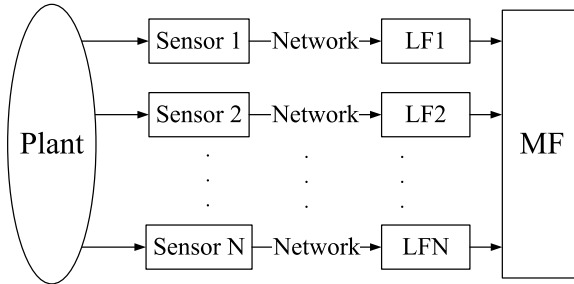 Sensor 1 Network LF1
Sensor 2 Network LF2
Plant MF
Sensor N Network LFN